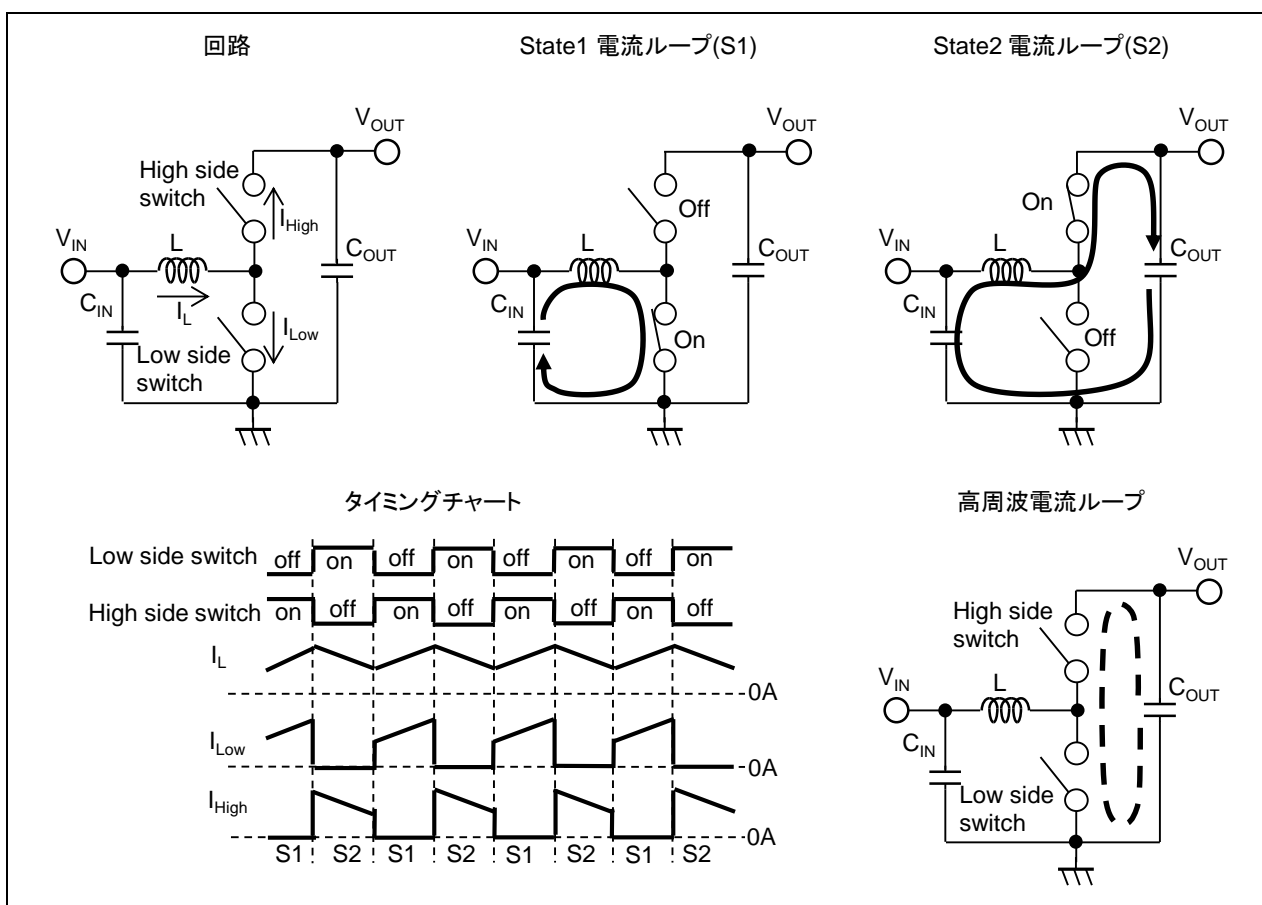 回路
State1 電流ループ(S1)
State2 電流ループ(S2)
VOUT
High side
switch
IHigh
VIN
L
COUT
CIN
IL
ILow
Low side
switch
VOUT
Off
VIN
L
COUT
CIN
On
VOUT
On
VIN
L
COUT
CIN
Off
タイミングチャート
Low side switch off on off on off on off on
High side switch on off on off on off on off
IL
0A
ILow
0A
IHigh
0A
S1 S2 S1 S2 S1 S2 S1 S2
高周波電流ループ
VOUT
High side
switch
VIN
L
COUT
CIN
Low side
switch